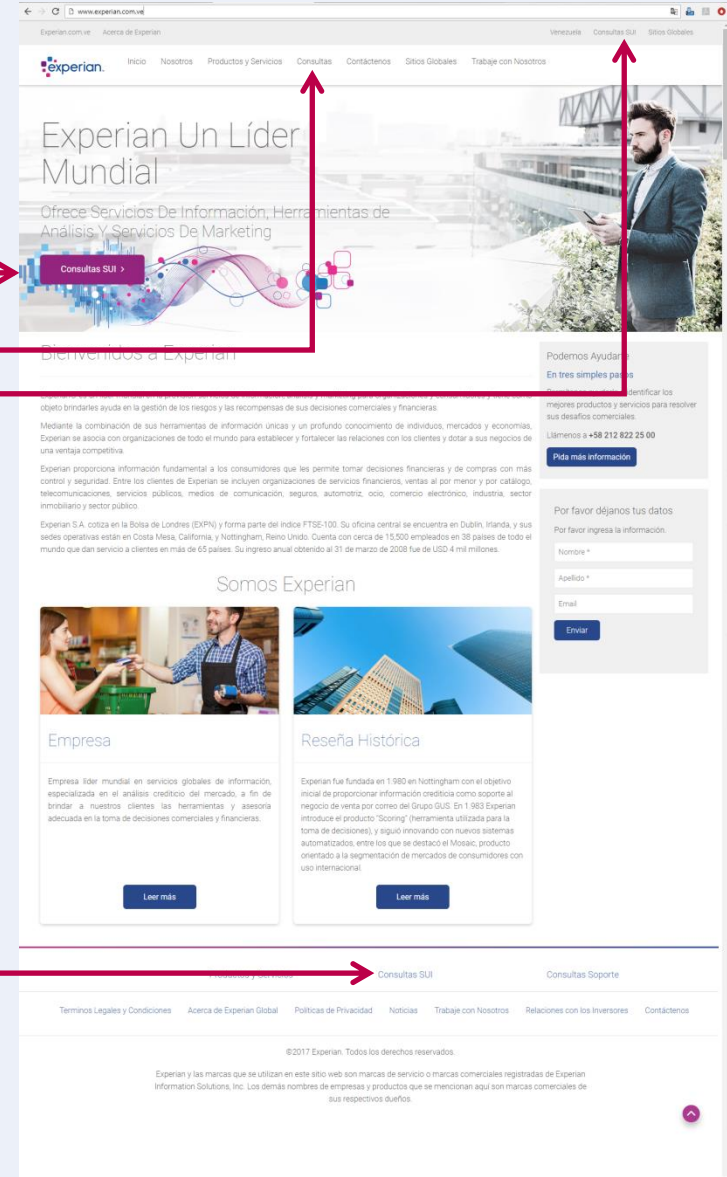 www.experian.com.ve
Experian.com.ve Acerca de Experian
Venezuela Consultas SUI Sitios Globales
experian.
Inicio Nosotros Productos y Servicios Consultas Contáctenos Sitios Globales Trabaje con Nosotros
Experian Un Líder
Mundial
Ofrece Servicios De Información, Herramientas de
Análisis Y Servicios De Marketing
Consultas SUI >
Bienvenidos a Experian
objeto brindarles ayuda en la gestión de los riesgos y las recompensas de sus decisiones comerciales y financieras.
Mediante la combinación de sus herramientas de información únicas y un profundo conocimiento de individuos, mercados y economías,
Experian se asocia con organizaciones de todo el mundo para establecer y fortalecer las relaciones con los clientes y dotar a sus negocios de
una ventaja competitiva.
Experian proporciona información fundamental a los consumidores que les permite tomar decisiones financieras y de compras con más
control y seguridad. Entre los clientes de Experian se incluyen organizaciones de servicios financieros, ventas al por menor y por catálogo,
telecomunicaciones, servicios públicos, medios de comunicación, seguros, automotriz, ocio, comercio electrónico, industria, sector
inmobiliario y sector público.
Experian S.A. cotiza en la Bolsa de Londres (EXPN) y forma parte del índice FTSE-100. Su oficina central se encuentra en Dublín, Irlanda, y sus
sedes operativas están en Costa Mesa, California, y Nottingham, Reino Unido. Cuenta con cerca de 15,500 empleados en 38 países de todo el
mundo que dan servicio a clientes en más de 65 países. Su ingreso anual obtenido al 31 de marzo de 2008 fue de USD 4 mil millones.
Podemos Ayudarte
En tres simples pasos
identificar los
mejores productos y servicios para resolver
sus desafíos comerciales.
Llámenos a +58 212 822 25 00
Pida más información
Por favor déjanos tus datos
Por favor ingresa la información.
Nombre *
Apellido *
Email
Enviar
Somos Experian
Empresa
Empresa líder mundial en servicios globales de información,
especializada en el análisis crediticio del mercado, a fin de
brindar a nuestros clientes las herramientas y asesoría
adecuada en la toma de decisiones comerciales y financieras.
Leer más
Reseña Histórica
Experian fue fundada en 1.980 en Nottingham con el objetivo
inicial de proporcionar información crediticia como soporte al
negocio de venta por correo del Grupo GUS. En 1.983 Experian
introduce el producto "Scoring" (herramienta utilizada para la
toma de decisiones), y siguió innovando con nuevos sistemas
automatizados, entre los que se destacó el Mosaic, producto
orientado a la segmentación de mercados de consumidores con
uso internacional.
Leer más
Productos y Servicios Consultas SUI Consultas Soporte
Terminos Legales y Condiciones Acerca de Experian Global Políticas de Privacidad Noticias Trabaje con Nosotros Relaciones con los Inversores Contáctenos
©2017 Experian. Todos los derechos reservados.
Experian y las marcas que se utilizan en este sitio web son marcas de servicio o marcas comerciales registradas de Experian
Information Solutions, Inc. Los demás nombres de empresas y productos que se mencionan aquí son marcas comerciales de
sus respectivos dueños.